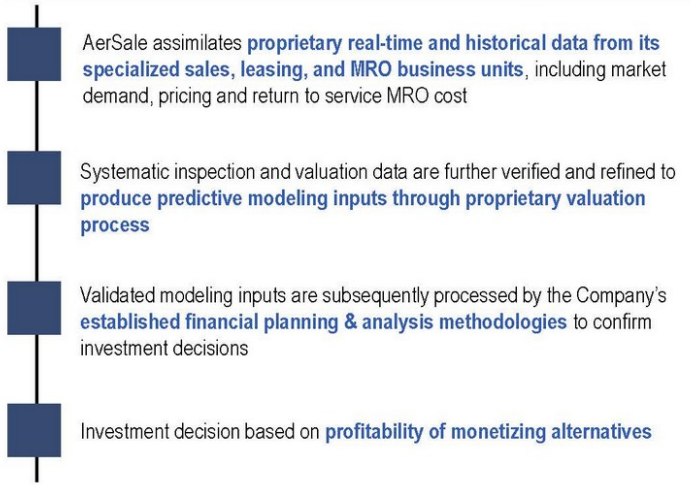 AerSale assimilates proprietary real-time and historical data from its
specialized sales, leasing, and MRO business units, including market
demand, pricing and return to service MRO cost
Systematic inspection and valuation data are further verified and refined to
produce predictive modeling inputs through proprietary valuation
process
Validated modeling inputs are subsequently processed by the Company's
established financial planning & analysis methodologies to confirm
investment decisions
Investment decision based on profitability of monetizing alternatives